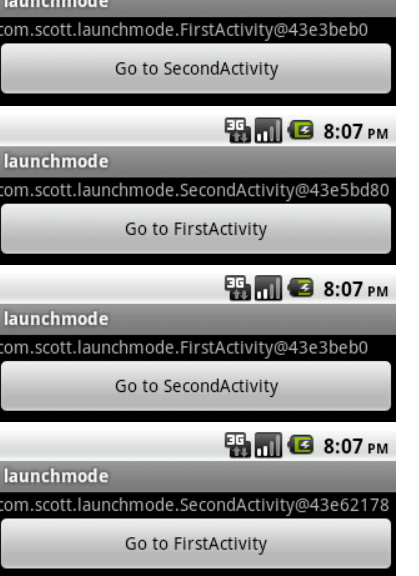 launchmode
com.scott.launchmode.FirstActivity@43e3beb0
Go to SecondActivity
3G 8:07 PM
launchmode
com.scott.launchmode.SecondActivity@43e5bd80
Go to FirstActivity
3G 8:07 PM
launchmode
com.scott.launchmode.FirstActivity@43e3beb0
Go to SecondActivity
3G 8:07 PM
launchmode
com.scott.launchmode.SecondActivity@43e62178
Go to FirstActivity